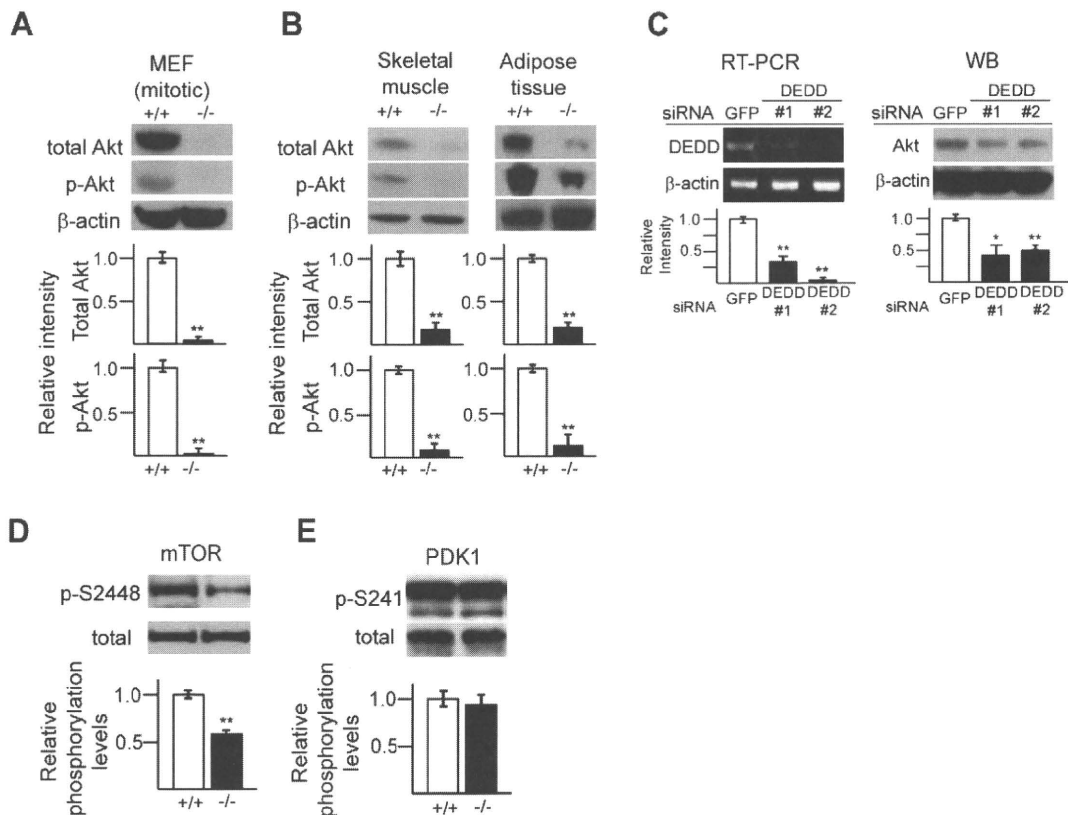 A
MEF
(mitotic)
+/+ -/-
total Akt
p-Akt
β-actin
Relative intensity
Total Akt
1.0
0.5
**
p-Akt
1.0
0.5
**
+/+ -/-
B
Skeletal
muscle
Adipose
tissue
+/+ -/- +/+ -/-
total Akt
p-Akt
β-actin
Relative intensity
Total Akt
1.0
0.5
**
1.0
0.5
**
p-Akt
1.0
0.5
**
1.0
0.5
**
+/+ -/- +/+ -/-
C
RT-PCR
DEDD
siRNA GFP #1 #2
DEDD
β-actin
Relative
Intensity
1.0
0.5
**
**
siRNA GFP DEDD DEDD
#1 #2
WB
DEDD
siRNA GFP #1 #2
Akt
β-actin
1.0
0.5
*
**
siRNA GFP DEDD DEDD
#1 #2
D
mTOR
p-S2448
total
Relative
phosphorylation
levels
1.0
0.5
**
+/+ -/-
E
PDK1
p-S241
total
Relative
phosphorylation
levels
1.0
0.5
+/+ -/-